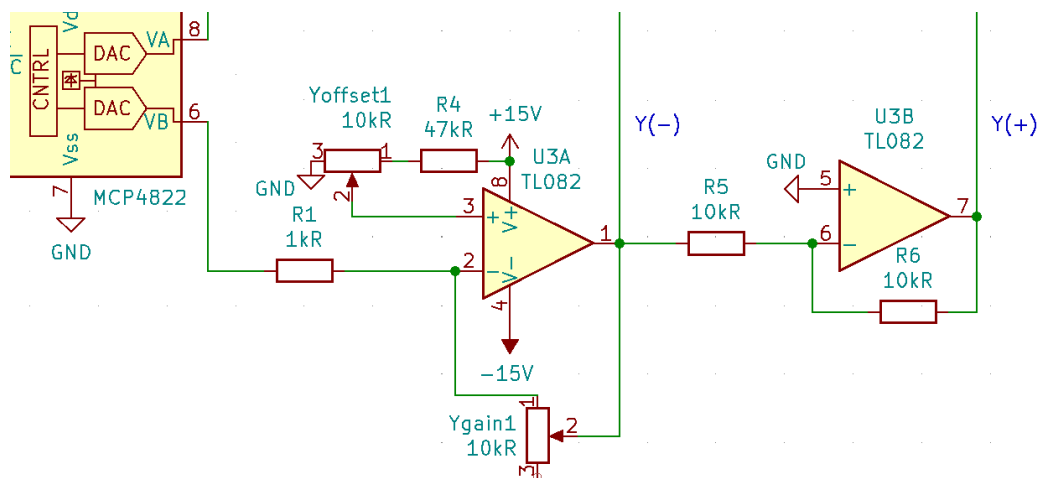 8
Vd
VA
DAC
CI
CNTRL
DAC
6
VB
Vss
7
MCP4822
GND
Yoffset1
10kR
3
1
GND
2
R4
47kR
+15V
U3A
TL082
8
3
+
V+
1
R1
1kR
2
-
V-
4
-15V
Ygain1
10kR
1
2
3
Y(-)
R5
10kR
U3B
TL082
GND
5
+
6
-
7
R6
10kR
Y(+)